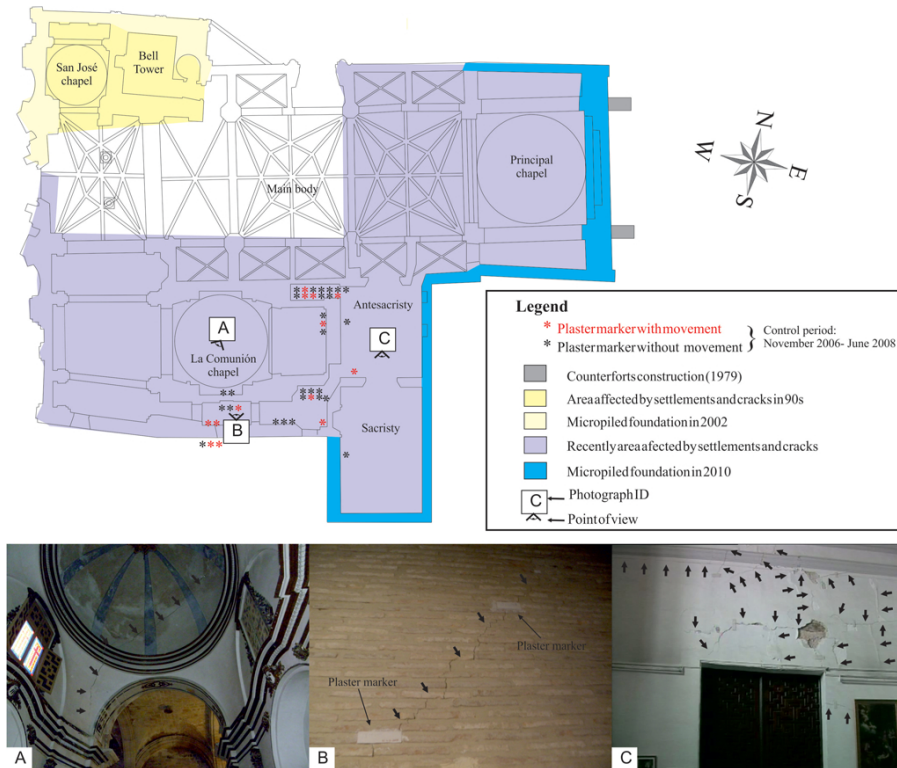 San José
chapel
Bell
Tower
Main body
Principal
chapel
N
W
E
S
Antesacristy
A
La Comunión
chapel
C
B
Sacristy
Legend
* Plaster marker with movement
* Plaster marker without movement
} Control period:
November 2006- June 2008
Counterforts construction (1979)
Area affected by settlements and cracks in 90s
Micropiled foundation in 2002
Recently area afected by settlements and cracks
Micropiled foundation in 2010
C
Photograph ID
Point of view
Plaster marker
Plaster marker
A
B
C